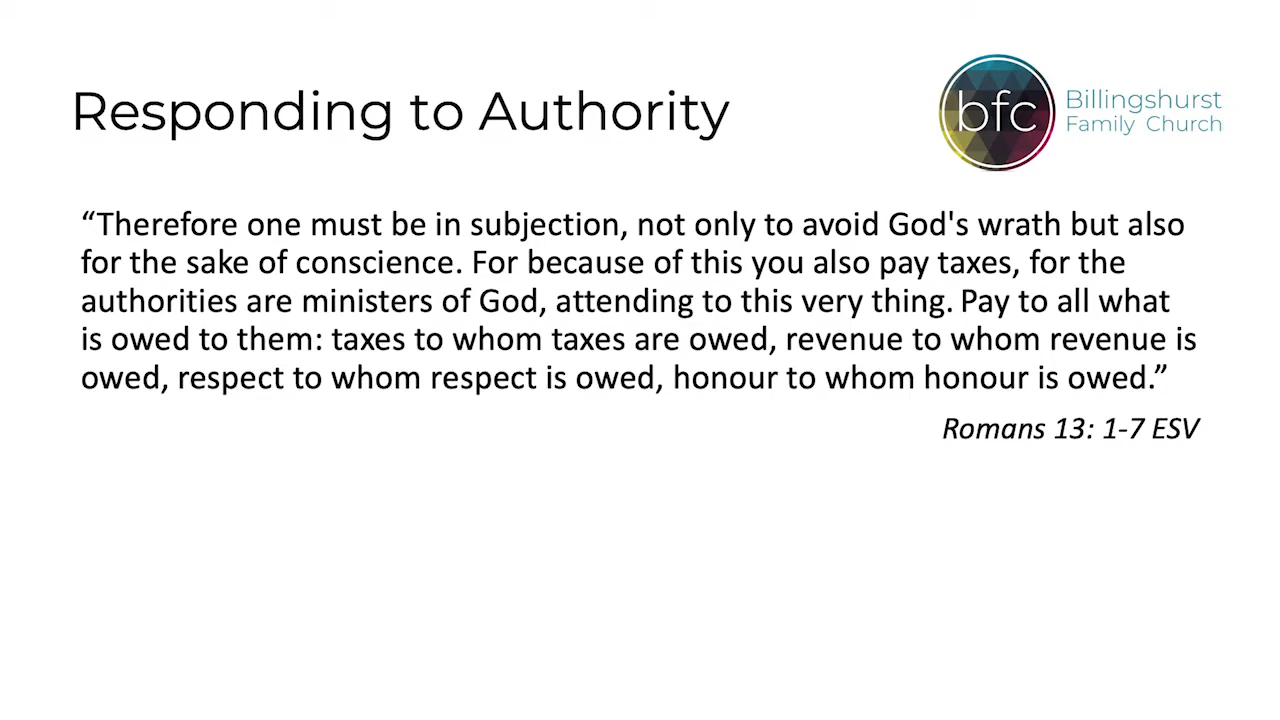 Responding to Authority
bfc
Billingshurst
Family Church
“Therefore one must be in subjection, not only to avoid God's wrath but also
for the sake of conscience. For because of this you also pay taxes, for the
authorities are ministers of God, attending to this very thing. Pay to all what
is owed to them: taxes to whom taxes are owed, revenue to whom revenue is
owed, respect to whom respect is owed, honour to whom honour is owed.”
Romans 13: 1-7 ESV